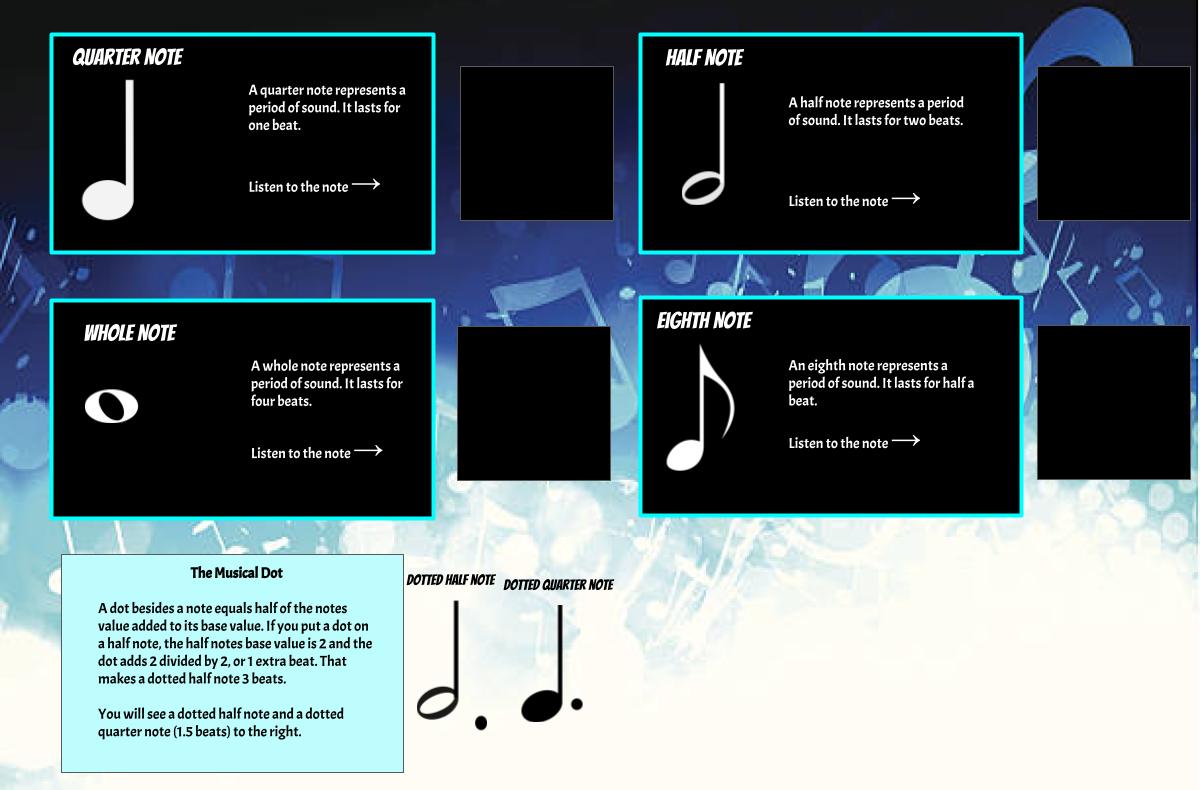 QUARTER NOTE
A quarter note represents a
period of sound. It lasts for
one beat.
Listen to the note →
HALF NOTE
A half note represents a period
of sound. It lasts for two beats.
Listen to the note →
WHOLE NOTE
A whole note represents a
period of sound. It lasts for
four beats.
Listen to the note →
EIGHTH NOTE
An eighth note represents a
period of sound. It lasts for half a
beat.
Listen to the note →
The Musical Dot
A dot besides a note equals half of the notes
value added to its base value. If you put a dot on
a half note, the half notes base value is 2 and the
dot adds 2 divided by 2, or 1 extra beat. That
makes a dotted half note 3 beats.
You will see a dotted half note and a dotted
quarter note (1.5 beats) to the right.
DOTTED HALF NOTE
DOTTED QUARTER NOTE